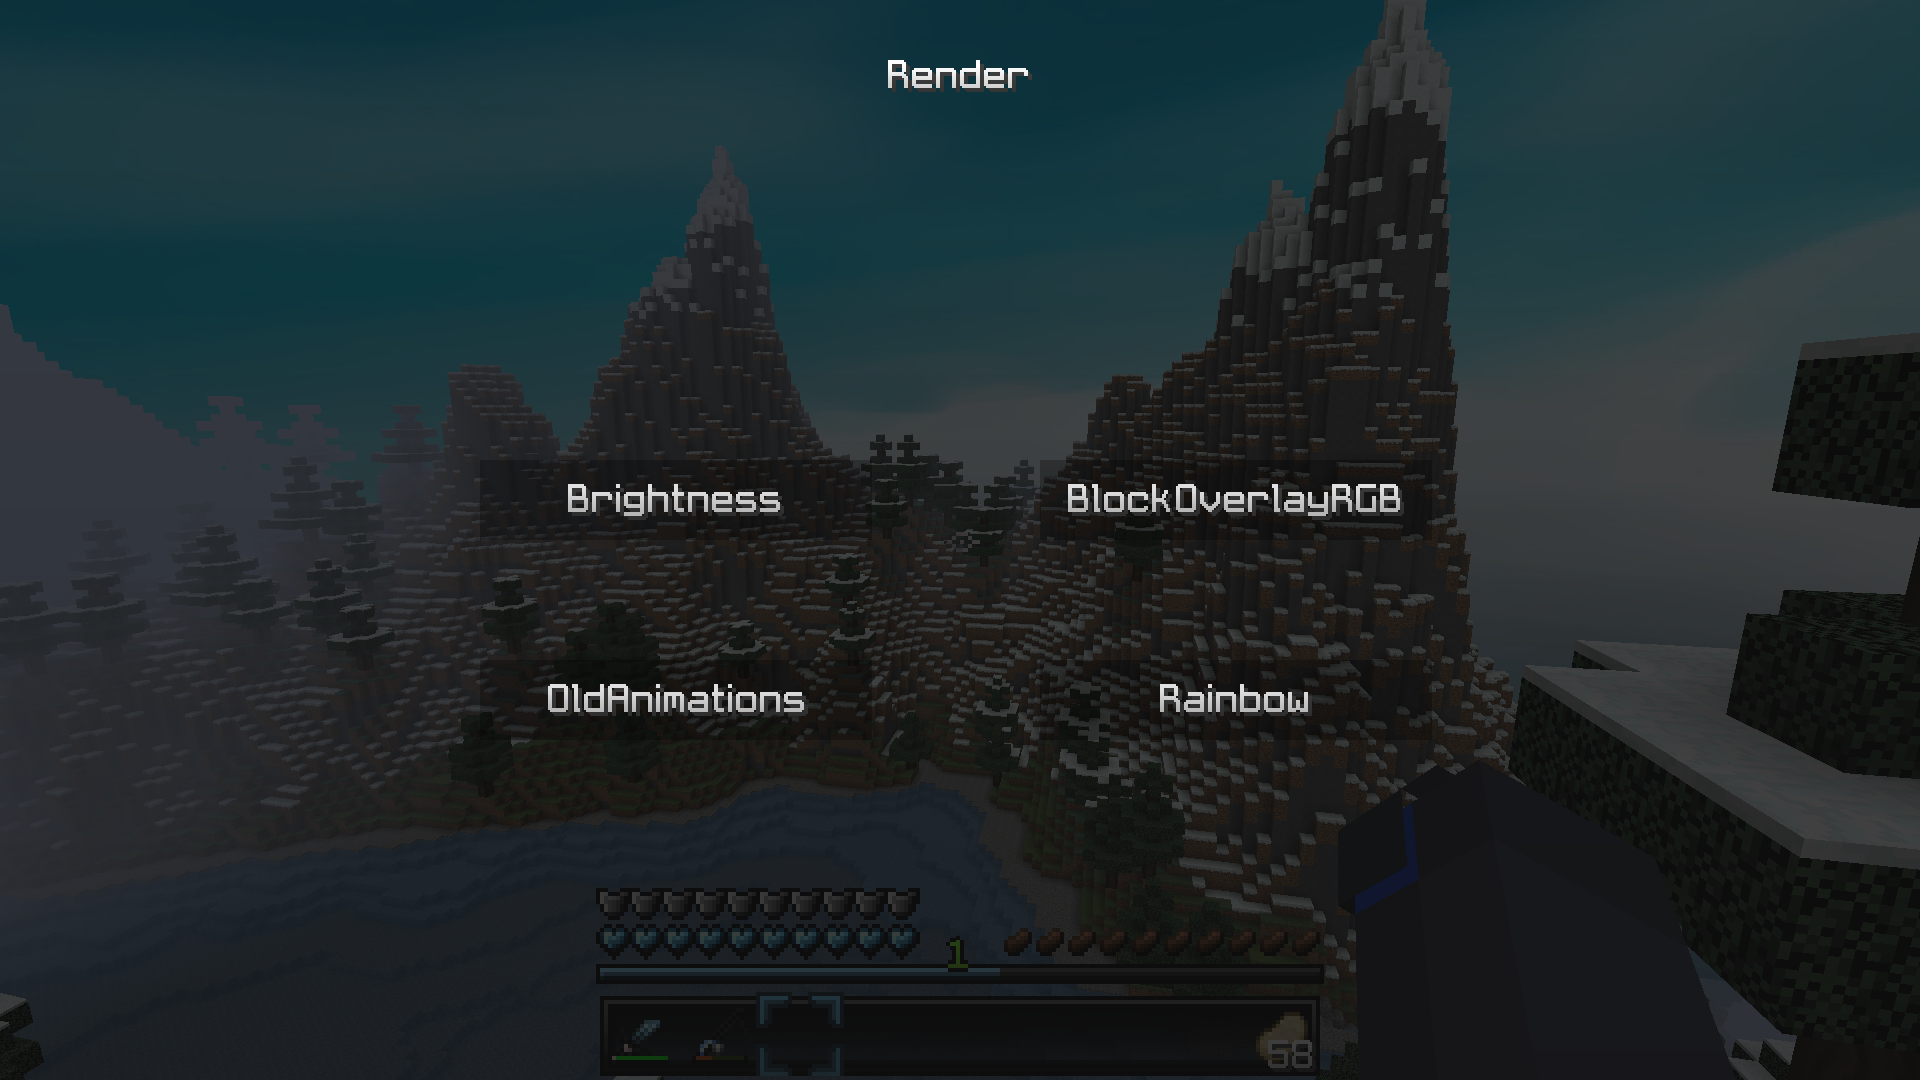 Render
Brightness
BlockOverlayRGB
OldAnimations
Rainbow
1
58